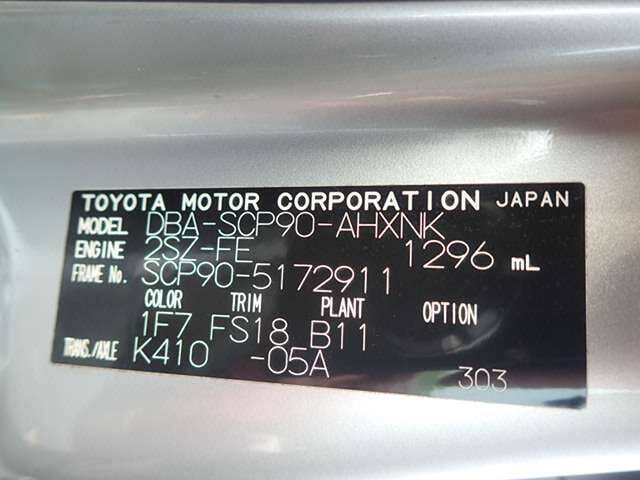 TOYOTA MOTOR CORPORATION JAPAN
MODEL DBA-SCP90-AHXNK
ENGINE 2SZ-FE 1296 mL
FRAME No. SCP90-5172911
COLOR TRIM PLANT OPTION
1F7 FS18 B11
TRANS./AXLE K410 -05A
303